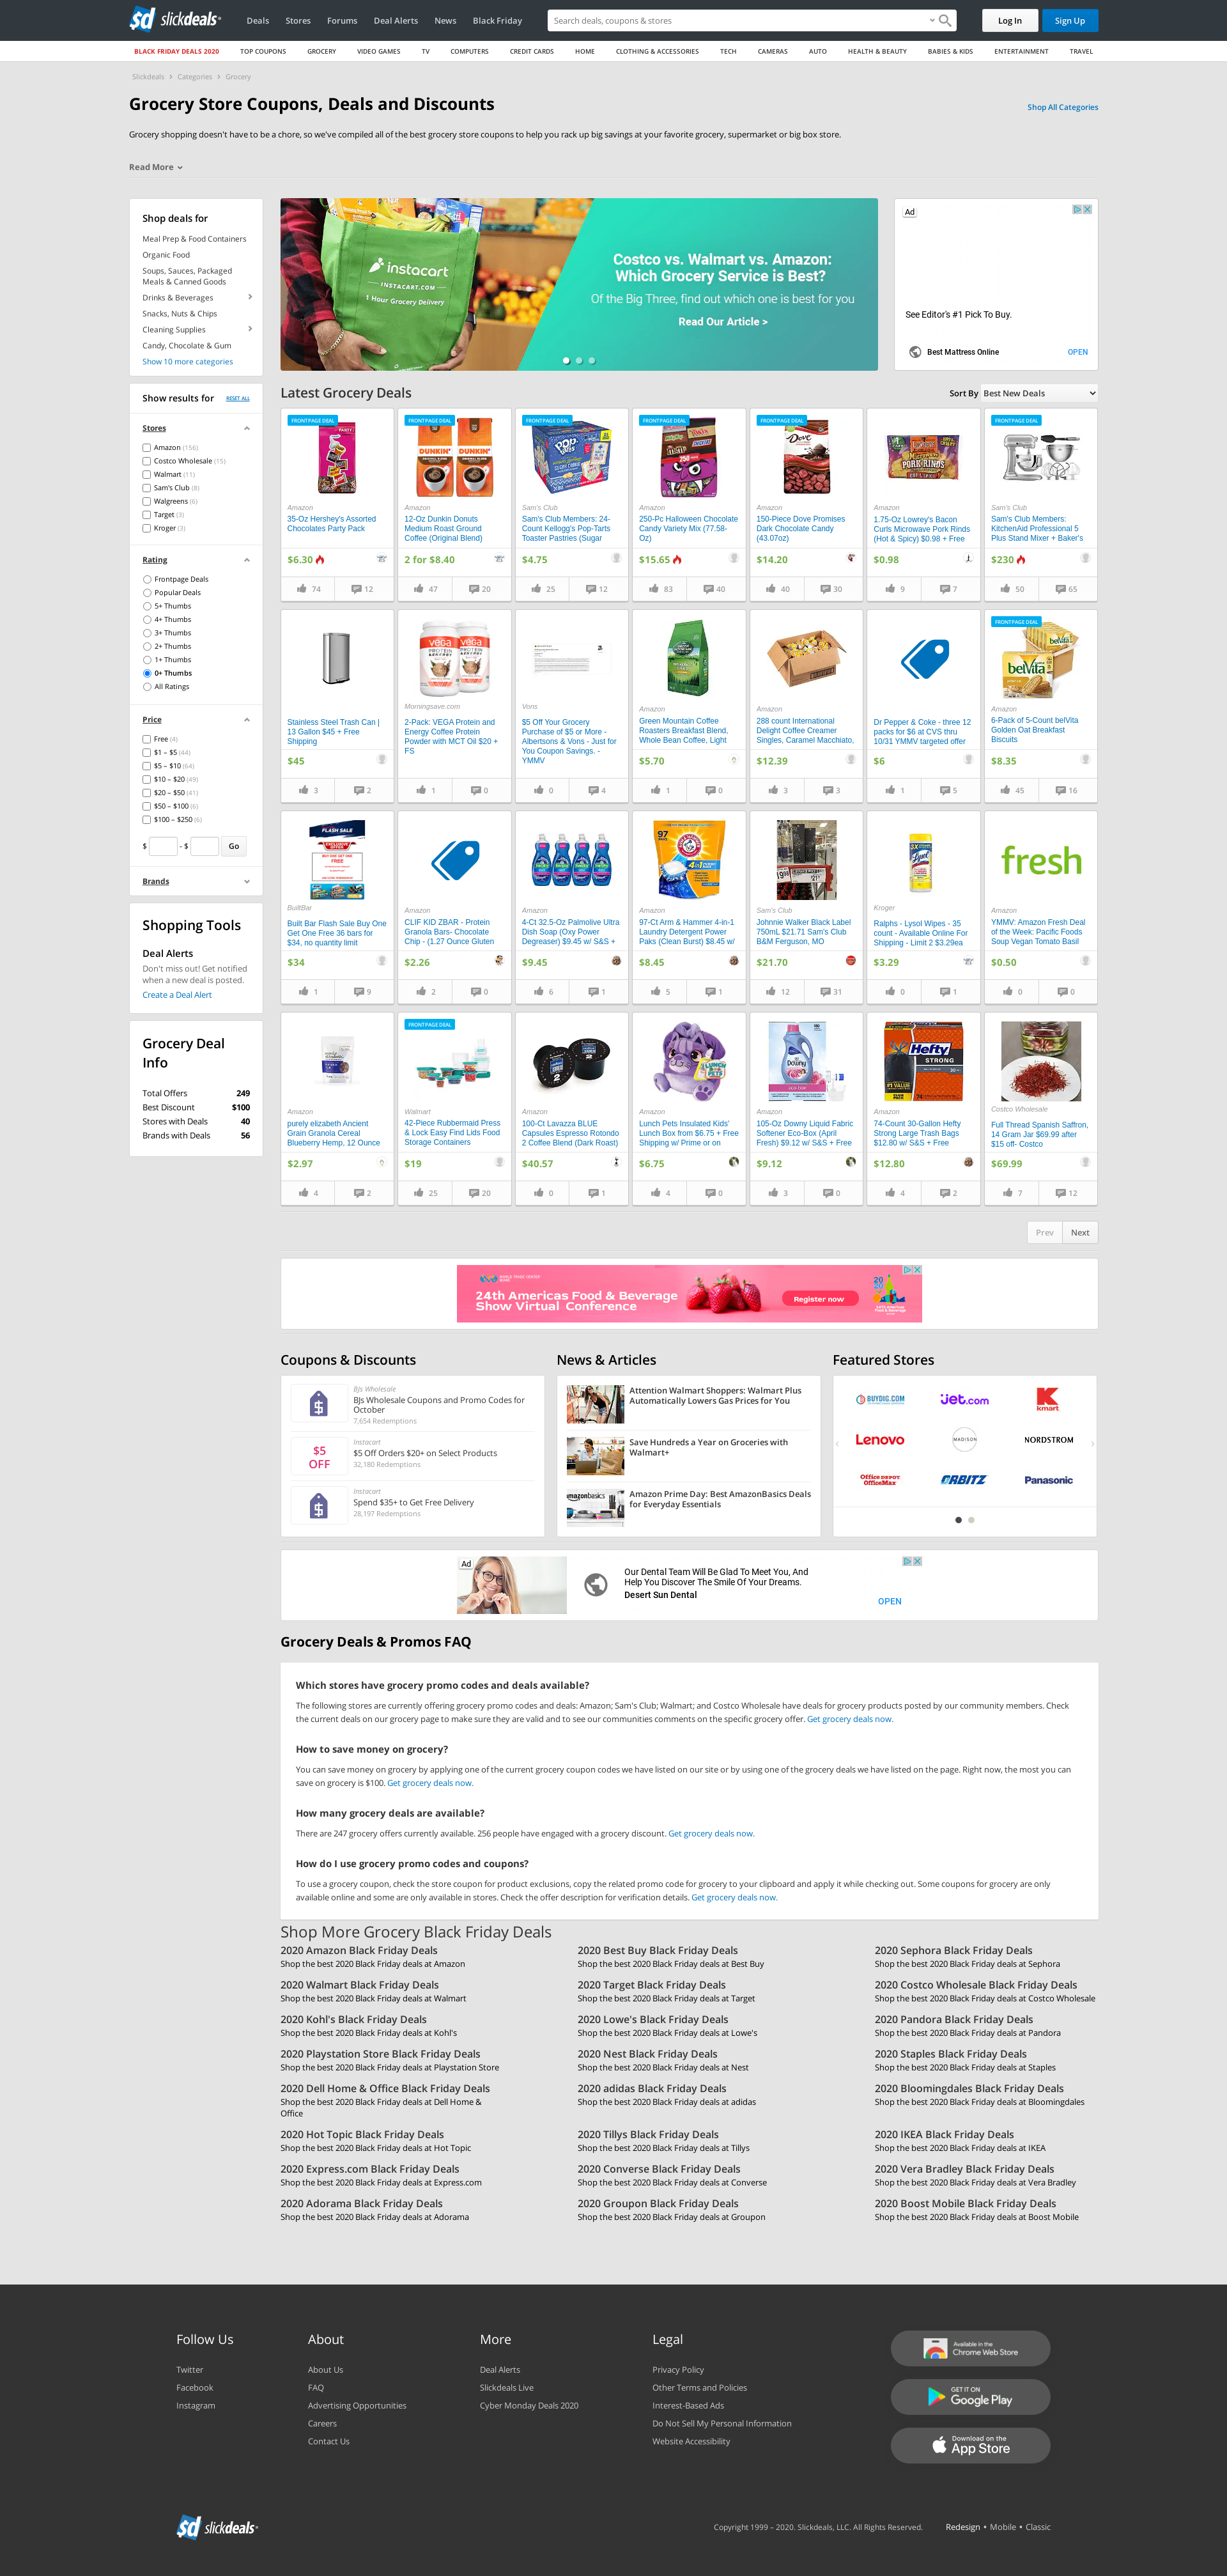 slickdeals
Deals
Stores
Forums
Deal Alerts
News
Black Friday
Search deals, coupons & stores
Log In
Sign Up
BLACK FRIDAY DEALS 2020
TOP COUPONS
GROCERY
VIDEO GAMES
TV
COMPUTERS
CREDIT CARDS
HOME
CLOTHING & ACCESSORIES
TECH
CAMERAS
AUTO
HEALTH & BEAUTY
BABIES & KIDS
ENTERTAINMENT
TRAVEL
Slickdeals › Categories › Grocery
Grocery Store Coupons, Deals and Discounts
Shop All Categories
Grocery shopping doesn't have to be a chore, so we've compiled all of the best grocery store coupons to help you rack up big savings at your favorite grocery, supermarket or big box store.
Read More
Shop deals for
Meal Prep & Food Containers
Organic Food
Soups, Sauces, Packaged
Meals & Canned Goods
Drinks & Beverages
Snacks, Nuts & Chips
Cleaning Supplies
Candy, Chocolate & Gum
Show 10 more categories
Show results for
RESET ALL
Stores
Amazon (156)
Costco Wholesale (15)
Walmart (11)
Sam's Club (8)
Walgreens (6)
Target (3)
Kroger (3)
Rating
Frontpage Deals
Popular Deals
5+ Thumbs
4+ Thumbs
3+ Thumbs
2+ Thumbs
1+ Thumbs
0+ Thumbs
All Ratings
Price
Free (4)
$1 – $5 (44)
$5 – $10 (64)
$10 – $20 (49)
$20 – $50 (41)
$50 – $100 (6)
$100 – $250 (6)
$ - $ Go
Brands
Shopping Tools
Deal Alerts
Don't miss out! Get notified
when a new deal is posted.
Create a Deal Alert
Grocery Deal
Info
Total Offers 249
Best Discount $100
Stores with Deals 40
Brands with Deals 56
instacart
INSTACART.COM
1 Hour Grocery Delivery
Costco vs. Walmart vs. Amazon:
Which Grocery Service is Best?
Of the Big Three, find out which one is best for you
Read Our Article >
Ad
See Editor's #1 Pick To Buy.
Best Mattress Online
OPEN
Latest Grocery Deals
Sort By Best New Deals
FRONTPAGE DEAL
Amazon
35-Oz Hershey's Assorted
Chocolates Party Pack
$6.30
74 12
FRONTPAGE DEAL
DUNKIN'
Amazon
12-Oz Dunkin Donuts
Medium Roast Ground
Coffee (Original Blend)
2 for $8.40
47 20
FRONTPAGE DEAL
Sam's Club
Sam's Club Members: 24-
Count Kellogg's Pop-Tarts
Toaster Pastries (Sugar
$4.75
25 12
FRONTPAGE DEAL
250
Amazon
250-Pc Halloween Chocolate
Candy Variety Mix (77.58-
Oz)
$15.65
83 40
FRONTPAGE DEAL
Dove
Amazon
150-Piece Dove Promises
Dark Chocolate Candy
(43.07oz)
$14.20
40 30
PORK RINDS
Amazon
1.75-Oz Lowrey's Bacon
Curls Microwave Pork Rinds
(Hot & Spicy) $0.98 + Free
$0.98
9 7
FRONTPAGE DEAL
Sam's Club
Sam's Club Members:
KitchenAid Professional 5
Plus Stand Mixer + Baker's
$230
50 65
Stainless Steel Trash Can |
13 Gallon $45 + Free
Shipping
$45
3 2
vega
PROTEIN
Morningsave.com
2-Pack: VEGA Protein and
Energy Coffee Protein
Powder with MCT Oil $20 +
FS
1 0
Vons
$5 Off Your Grocery
Purchase of $5 or More -
Albertsons & Vons - Just for
You Coupon Savings. -
YMMV
0 4
Amazon
Green Mountain Coffee
Roasters Breakfast Blend,
Whole Bean Coffee, Light
$5.70
1 0
Amazon
288 count International
Delight Coffee Creamer
Singles, Caramel Macchiato,
$12.39
3 3
Dr Pepper & Coke - three 12
packs for $6 at CVS thru
10/31 YMMV targeted offer
$6
1 5
FRONTPAGE DEAL
belVita
Amazon
6-Pack of 5-Count belVita
Golden Oat Breakfast
Biscuits
$8.35
45 16
FLASH SALE
FREE
BuiltBar
Built Bar Flash Sale Buy One
Get One Free 36 bars for
$34, no quantity limit
$34
1 9
Amazon
CLIF KID ZBAR - Protein
Granola Bars- Chocolate
Chip - (1.27 Ounce Gluten
$2.26
2 0
Amazon
4-Ct 32.5-Oz Palmolive Ultra
Dish Soap (Oxy Power
Degreaser) $9.45 w/ S&S +
$9.45
6 1
97
ARM & HAMMER
4-in-1
Amazon
97-Ct Arm & Hammer 4-in-1
Laundry Detergent Power
Paks (Clean Burst) $8.45 w/
$8.45
5 1
Sam's Club
Johnnie Walker Black Label
750mL $21.71 Sam's Club
B&M Ferguson, MO
$21.70
12 31
Lysol
Kroger
Ralphs - Lysol Wipes - 35
count - Available Online For
Shipping - Limit 2 $3.29ea
$3.29
0 1
fresh
Amazon
YMMV: Amazon Fresh Deal
of the Week: Pacific Foods
Soup Vegan Tomato Basil
$0.50
0 0
Amazon
purely elizabeth Ancient
Grain Granola Cereal
Blueberry Hemp, 12 Ounce
$2.97
4 2
FRONTPAGE DEAL
Walmart
42-Piece Rubbermaid Press
& Lock Easy Find Lids Food
Storage Containers
$19
25 20
Amazon
100-Ct Lavazza BLUE
Capsules Espresso Rotondo
2 Coffee Blend (Dark Roast)
$40.57
0 1
LUNCH PETS
Amazon
Lunch Pets Insulated Kids'
Lunch Box from $6.75 + Free
Shipping w/ Prime or on
$6.75
4 0
Downy
Amazon
105-Oz Downy Liquid Fabric
Softener Eco-Box (April
Fresh) $9.12 w/ S&S + Free
$9.12
3 0
Hefty
STRONG
Amazon
74-Count 30-Gallon Hefty
Strong Large Trash Bags
$12.80 w/ S&S + Free
$12.80
4 2
Costco Wholesale
Full Thread Spanish Saffron,
14 Gram Jar $69.99 after
$15 off- Costco
$69.99
7 12
Prev Next
24th Americas Food & Beverage
Show Virtual Conference
Register now
Coupons & Discounts
BJs Wholesale
BJs Wholesale Coupons and Promo Codes for
October
7,654 Redemptions
$5
OFF
Instacart
$5 Off Orders $20+ on Select Products
32,180 Redemptions
Instacart
Spend $35+ to Get Free Delivery
28,197 Redemptions
News & Articles
Attention Walmart Shoppers: Walmart Plus
Automatically Lowers Gas Prices for You
Save Hundreds a Year on Groceries with
Walmart+
amazonbasics
Amazon Prime Day: Best AmazonBasics Deals
for Everyday Essentials
Featured Stores
BUYDIG.COM
jet.com
kmart
Lenovo
MADISON
NORDSTROM
Office DEPOT
OfficeMax
ORBITZ
Panasonic
Ad
Our Dental Team Will Be Glad To Meet You, And
Help You Discover The Smile Of Your Dreams.
Desert Sun Dental
OPEN
Grocery Deals & Promos FAQ
Which stores have grocery promo codes and deals available?
The following stores are currently offering grocery promo codes and deals: Amazon; Sam's Club; Walmart; and Costco Wholesale have deals for grocery products posted by our community members. Check
the current deals on our grocery page to make sure they are valid and to see our communities comments on the specific grocery offer. Get grocery deals now.
How to save money on grocery?
You can save money on grocery by applying one of the current grocery coupon codes we have listed on our site or by using one of the grocery deals we have listed on the page. Right now, the most you can
save on grocery is $100. Get grocery deals now.
How many grocery deals are available?
There are 247 grocery offers currently available. 256 people have engaged with a grocery discount. Get grocery deals now.
How do I use grocery promo codes and coupons?
To use a grocery coupon, check the store coupon for product exclusions, copy the related promo code for grocery to your clipboard and apply it while checking out. Some coupons for grocery are only
available online and some are only available in stores. Check the offer description for verification details. Get grocery deals now.
Shop More Grocery Black Friday Deals
2020 Amazon Black Friday Deals
Shop the best 2020 Black Friday deals at Amazon
2020 Best Buy Black Friday Deals
Shop the best 2020 Black Friday deals at Best Buy
2020 Sephora Black Friday Deals
Shop the best 2020 Black Friday deals at Sephora
2020 Walmart Black Friday Deals
Shop the best 2020 Black Friday deals at Walmart
2020 Target Black Friday Deals
Shop the best 2020 Black Friday deals at Target
2020 Costco Wholesale Black Friday Deals
Shop the best 2020 Black Friday deals at Costco Wholesale
2020 Kohl's Black Friday Deals
Shop the best 2020 Black Friday deals at Kohl's
2020 Lowe's Black Friday Deals
Shop the best 2020 Black Friday deals at Lowe's
2020 Pandora Black Friday Deals
Shop the best 2020 Black Friday deals at Pandora
2020 Playstation Store Black Friday Deals
Shop the best 2020 Black Friday deals at Playstation Store
2020 Nest Black Friday Deals
Shop the best 2020 Black Friday deals at Nest
2020 Staples Black Friday Deals
Shop the best 2020 Black Friday deals at Staples
2020 Dell Home & Office Black Friday Deals
Shop the best 2020 Black Friday deals at Dell Home &
Office
2020 adidas Black Friday Deals
Shop the best 2020 Black Friday deals at adidas
2020 Bloomingdales Black Friday Deals
Shop the best 2020 Black Friday deals at Bloomingdales
2020 Hot Topic Black Friday Deals
Shop the best 2020 Black Friday deals at Hot Topic
2020 Tillys Black Friday Deals
Shop the best 2020 Black Friday deals at Tillys
2020 IKEA Black Friday Deals
Shop the best 2020 Black Friday deals at IKEA
2020 Express.com Black Friday Deals
Shop the best 2020 Black Friday deals at Express.com
2020 Converse Black Friday Deals
Shop the best 2020 Black Friday deals at Converse
2020 Vera Bradley Black Friday Deals
Shop the best 2020 Black Friday deals at Vera Bradley
2020 Adorama Black Friday Deals
Shop the best 2020 Black Friday deals at Adorama
2020 Groupon Black Friday Deals
Shop the best 2020 Black Friday deals at Groupon
2020 Boost Mobile Black Friday Deals
Shop the best 2020 Black Friday deals at Boost Mobile
Follow Us
Twitter
Facebook
Instagram
About
About Us
FAQ
Advertising Opportunities
Careers
Contact Us
More
Deal Alerts
Slickdeals Live
Cyber Monday Deals 2020
Legal
Privacy Policy
Other Terms and Policies
Interest-Based Ads
Do Not Sell My Personal Information
Website Accessibility
Available in the
Chrome Web Store
GET IT ON
Google Play
Download on the
App Store
slickdeals
Copyright 1999 – 2020. Slickdeals, LLC. All Rights Reserved.
Redesign • Mobile • Classic